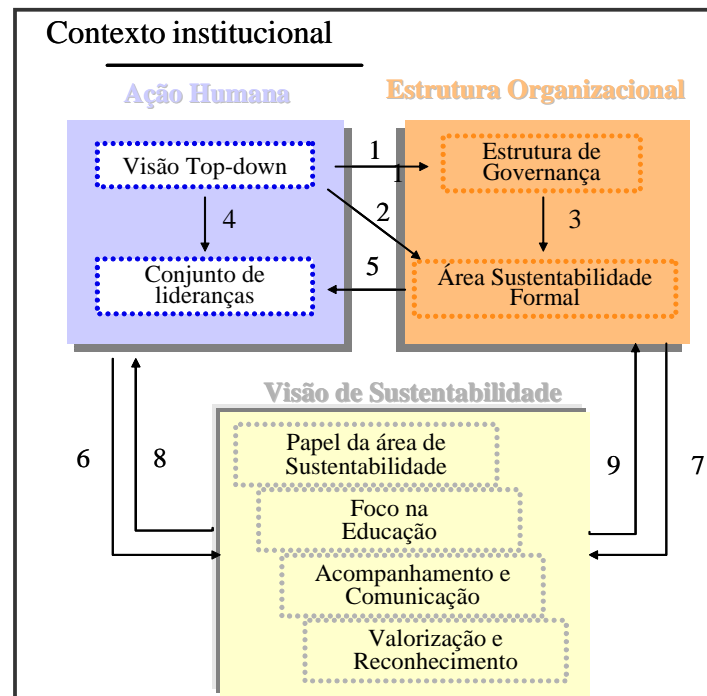 Contexto institucional
Ação Humana
Estrutura Organizacional
Visão Top-down
1
1
Estrutura de
Governança
2
4
3
Conjunto de
lideranças
5
Área Sustentabilidade
Formal
Visão de Sustentabilidade
6
8
Papel da área de
Sustentabilidade
9
7
Foco na
Educação
Acompanhamento e
Comunicação
Valorização e
Reconhecimento